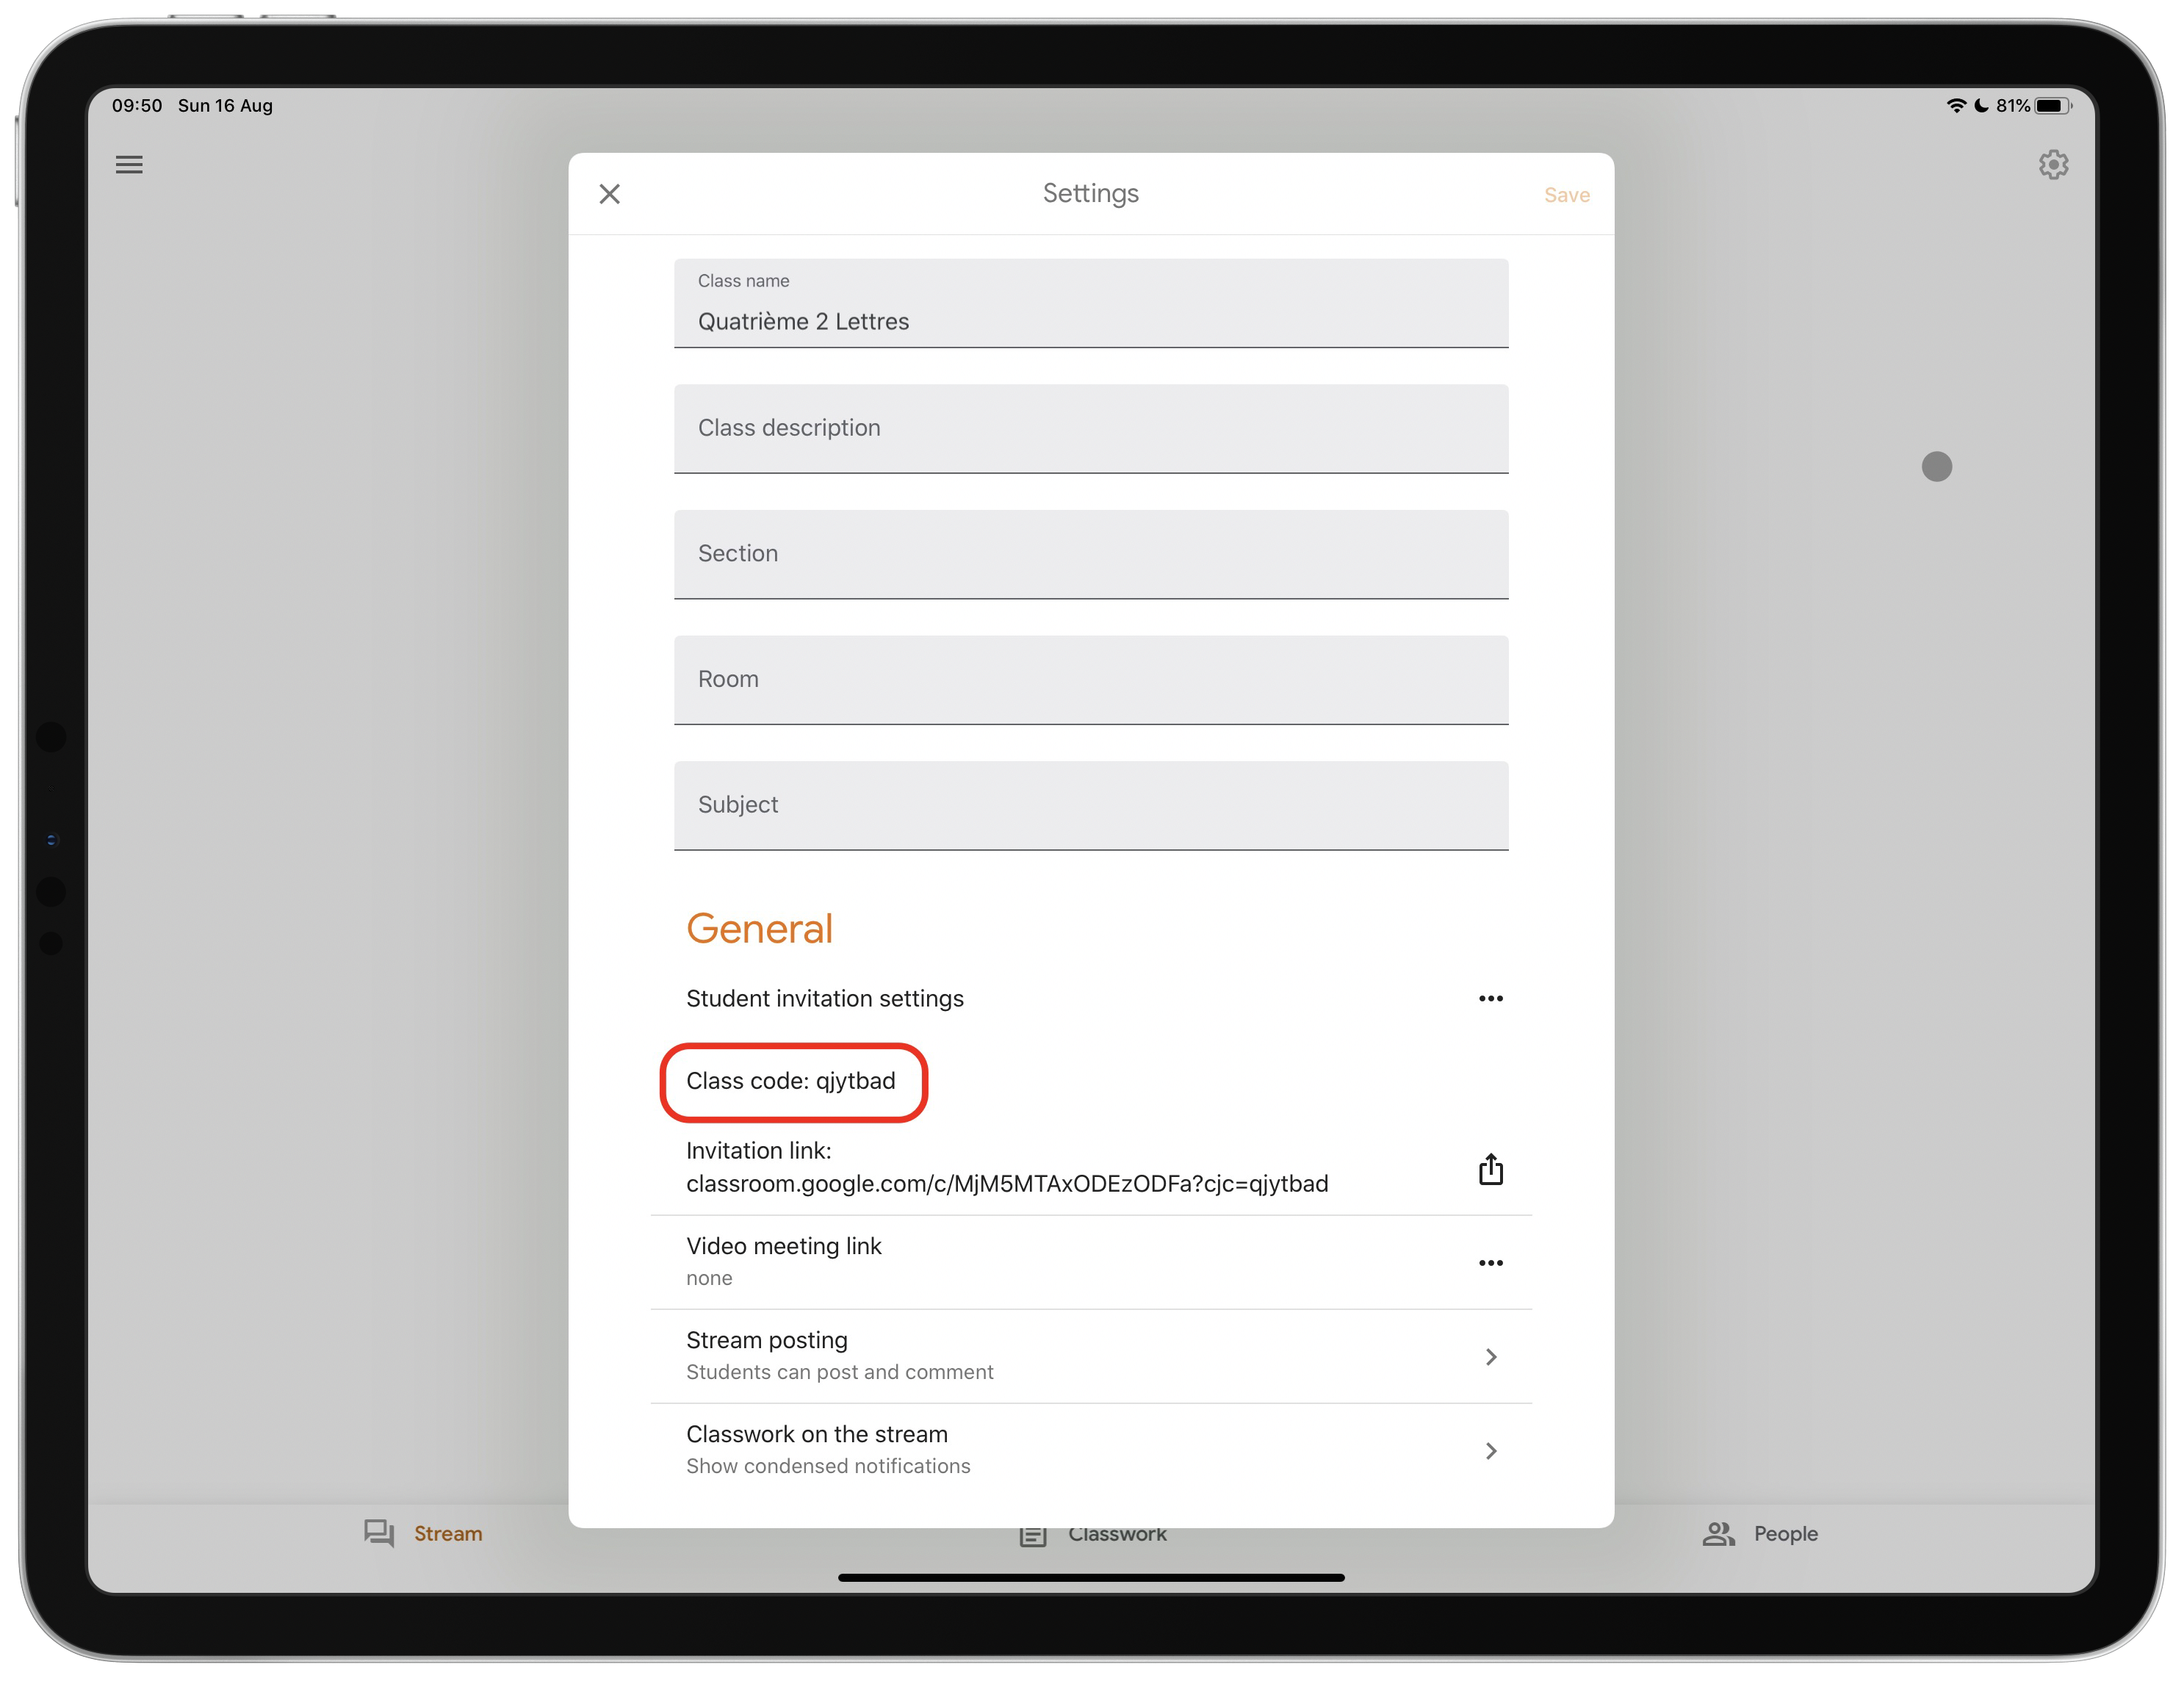 09:50 Sun 16 Aug
81%
Settings
Save
Class name
Quatrième 2 Lettres
Class description
Section
Room
Subject
General
Student invitation settings
Class code: qjytbad
Invitation link:
classroom.google.com/c/MjM5MTAxODEzODFa?cjc=qjytbad
Video meeting link
none
Stream posting
Students can post and comment
Classwork on the stream
Show condensed notifications
Stream
Classwork
People